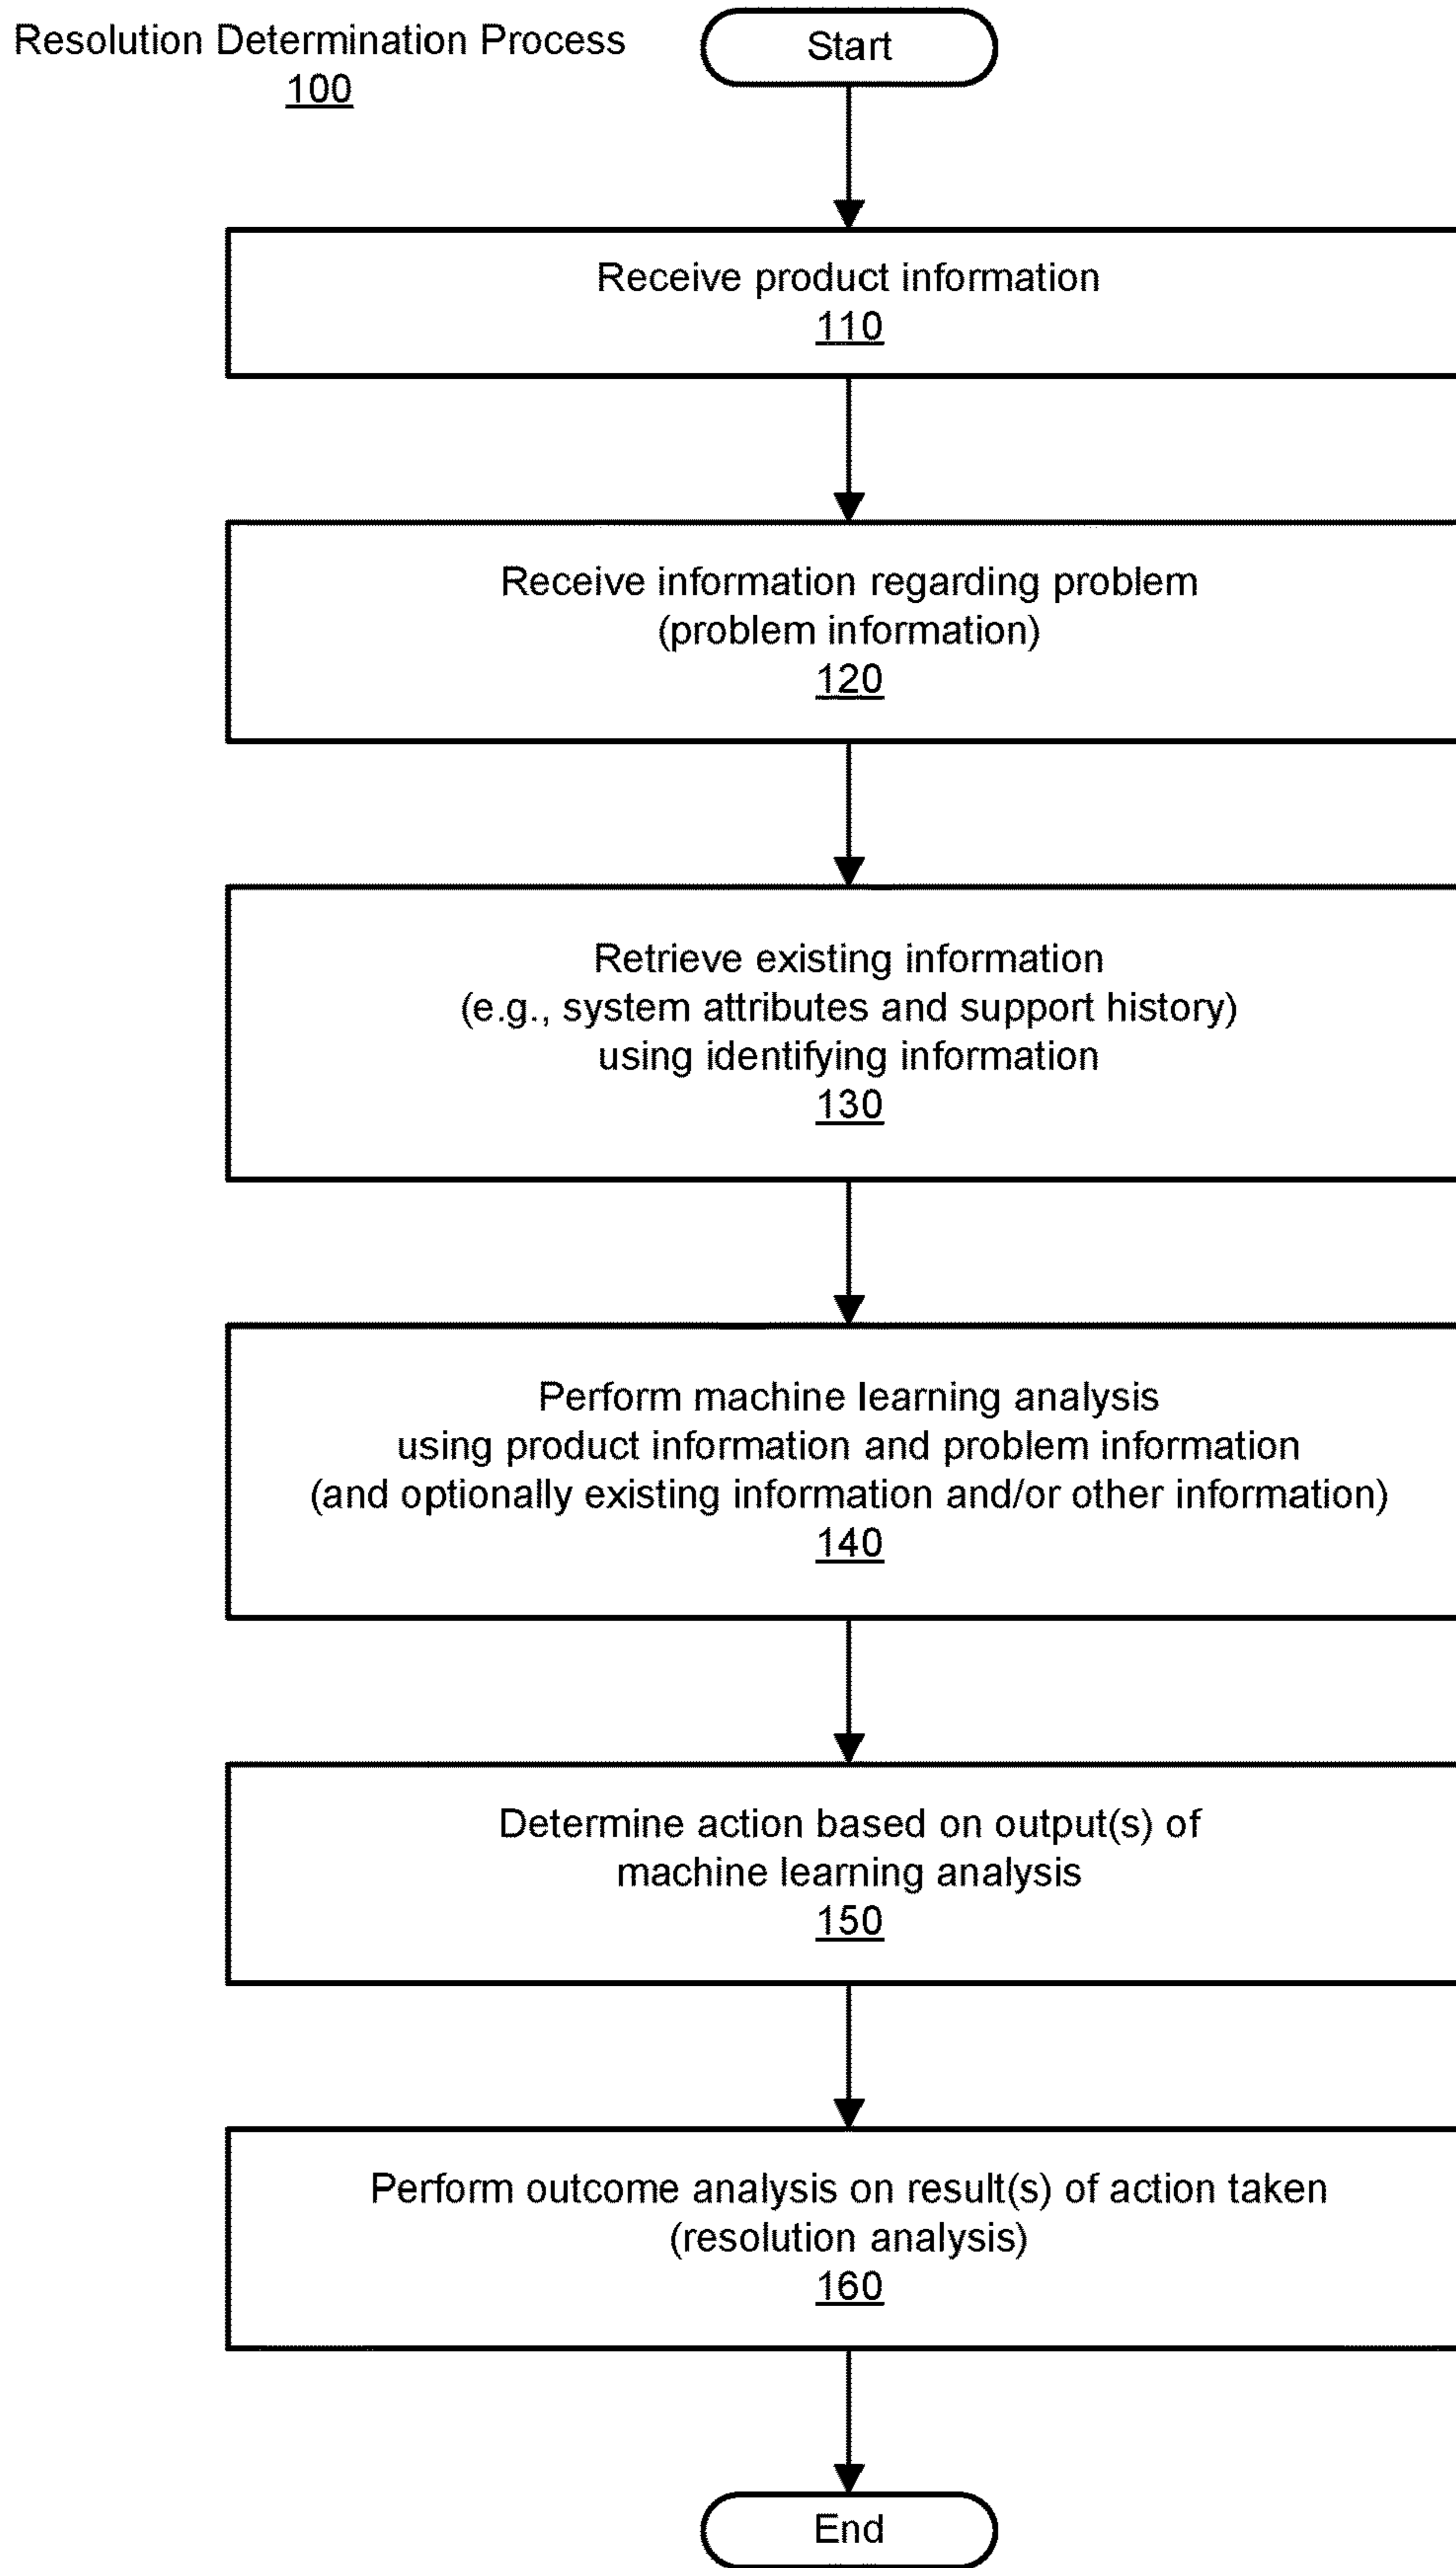 Resolution Determination Process
100
Start
Receive product information
110
Receive information regarding problem
(problem information)
120
Retrieve existing information
(e.g., system attributes and support history)
using identifying information
130
Perform machine learning analysis
using product information and problem information
(and optionally existing information and/or other information)
140
Determine action based on output(s) of
machine learning analysis
150
Perform outcome analysis on result(s) of action taken
(resolution analysis)
160
End